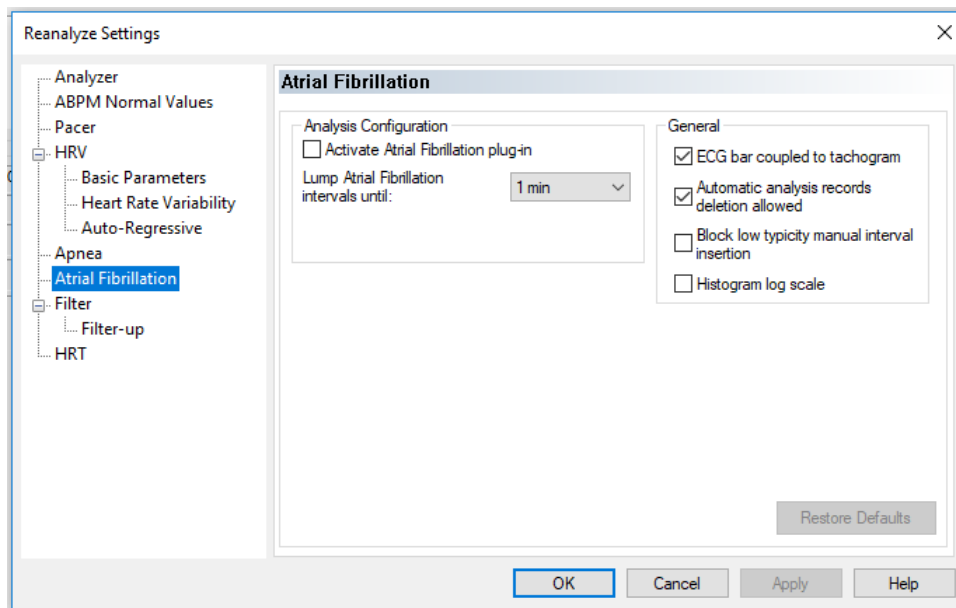 Reanalyze Settings
Analyzer
ABPM Normal Values
Pacer
HRV
Basic Parameters
Heart Rate Variability
Auto-Regressive
Apnea
Atrial Fibrillation
Filter
Filter-up
HRT
Atrial Fibrillation
Analysis Configuration
Activate Atrial Fibrillation plug-in
Lump Atrial Fibrillation
intervals until:
1 min
General
ECG bar coupled to tachogram
Automatic analysis records
deletion allowed
Block low typicity manual interval
insertion
Histogram log scale
Restore Defaults
OK
Cancel
Apply
Help